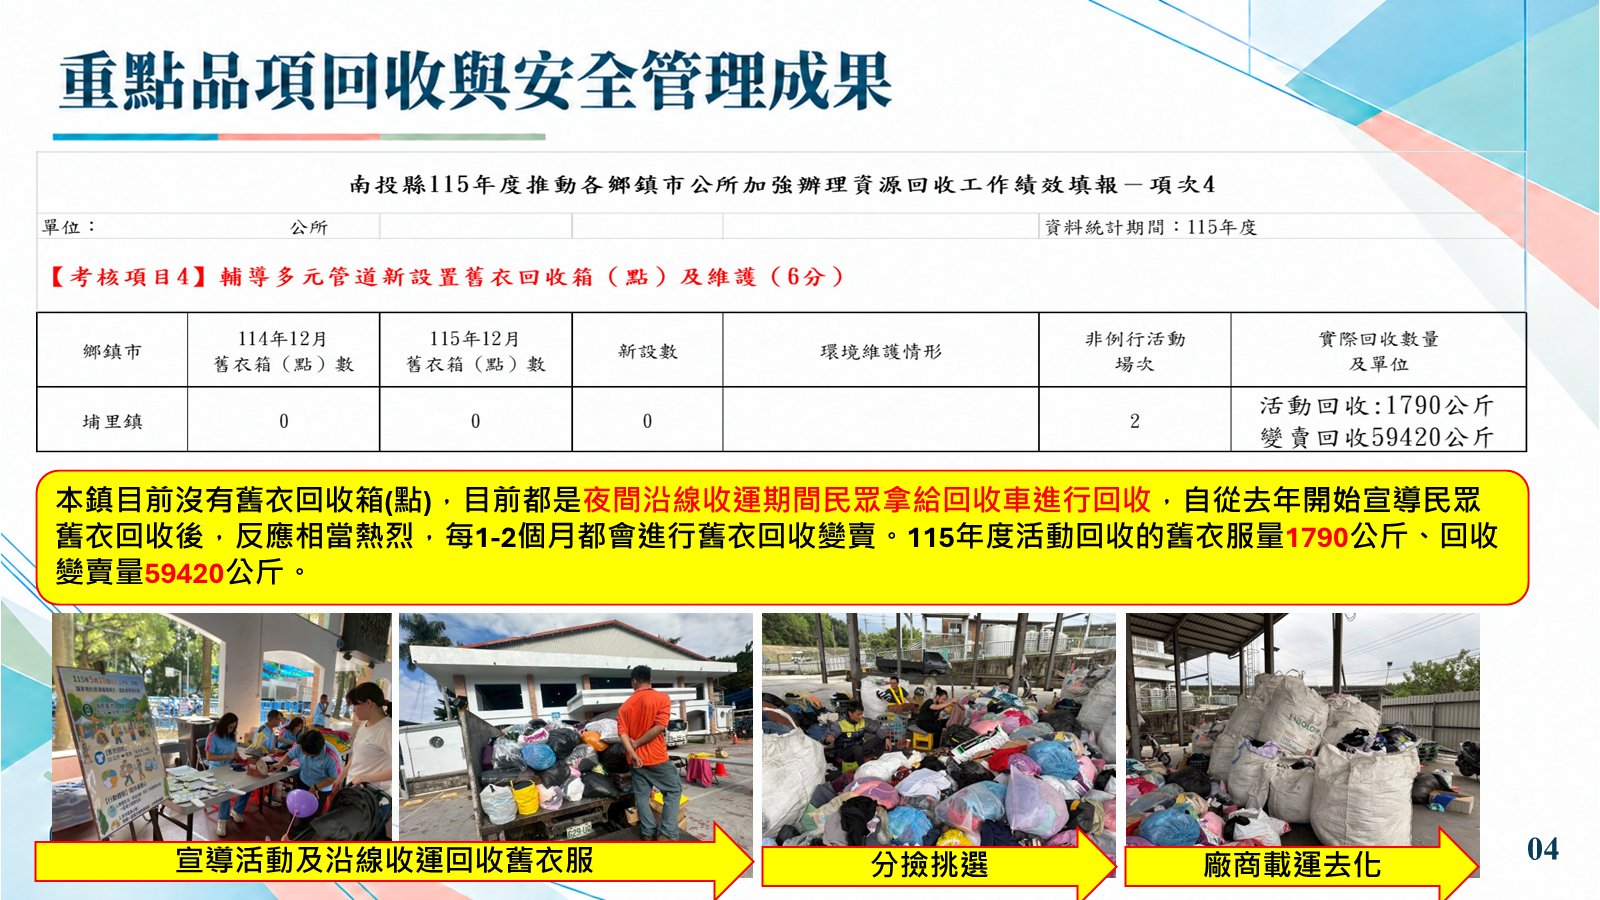 重點品項回收與安全管理成果
南投縣115年度推動各鄉鎮市公所加強辦理資源回收工作績效填報－項次4
單位： 公所 資料統計期間：115年度
【考核項目4】輔導多元管道新設置舊衣回收箱（點）及維護（6分）
鄉鎮市 114年12月 舊衣箱（點）數 115年12月 舊衣箱（點）數 新設數 環境維護情形 非例行活動 場次 實際回收數量 及單位
埔里鎮 0 0 0 2 活動回收:1790公斤 變賣回收59420公斤
本鎮目前沒有舊衣回收箱(點)，目前都是夜間沿線收運期間民眾拿給回收車進行回收，自從去年開始宣導民眾
舊衣回收後，反應相當熱烈，每1-2個月都會進行舊衣回收變賣。115年度活動回收的舊衣服量1790公斤、回收
變賣量59420公斤。
宣導活動及沿線收運回收舊衣服
分撿挑選
廠商載運去化
04